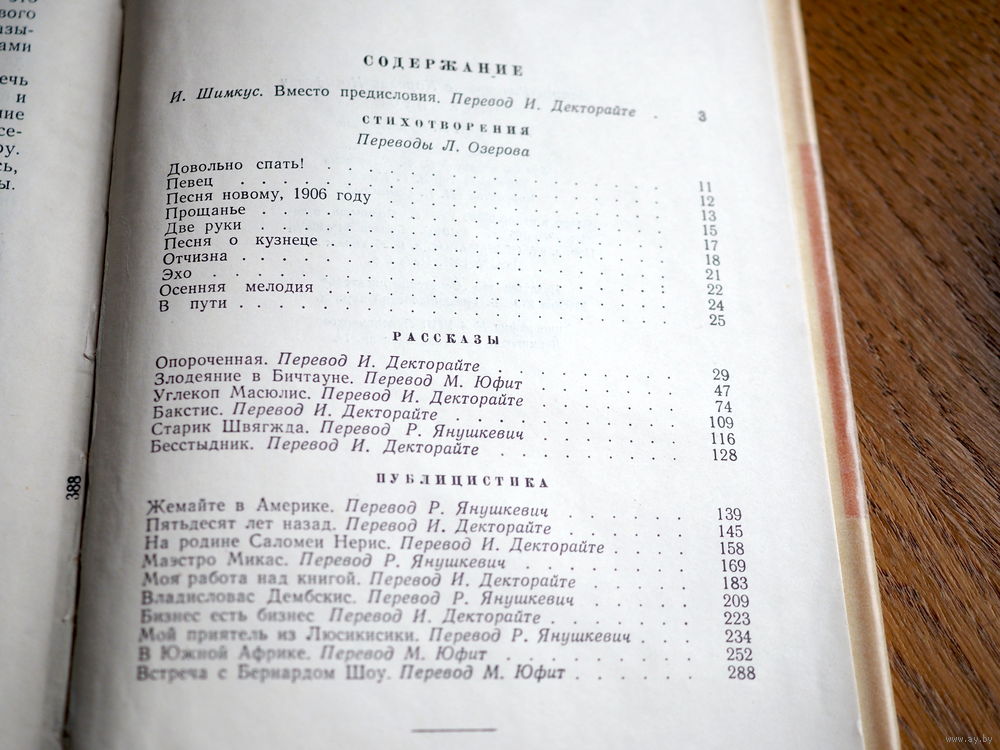 388
СОДЕРЖАНИЕ
И. Шимкус. Вместо предисловия. Перевод И. Декторайте . 3
СТИХОТВОРЕНИЯ
Переводы Л. Озерова
Довольно спать! . . . . . . . . . . 11
Певец . . . . . . . . . . 12
Песня новому, 1906 году . . . . . . . . . . 13
Прощанье . . . . . . . . . . 15
Две руки . . . . . . . . . . 17
Песня о кузнеце . . . . . . . . . . 18
Отчизна . . . . . . . . . . 21
Эхо . . . . . . . . . . 22
Осенняя мелодия . . . . . . . . . . 24
В пути . . . . . . . . . . 25
РАССКАЗЫ
Опороченная. Перевод И. Декторайте . . . . . . . 29
Злодеяние в Бичтауне. Перевод М. Юфит . . . . . . 47
Углекоп Масюлис. Перевод И. Декторайте . . . . . . 74
Бакстис. Перевод И. Декторайте . . . . . . . 109
Старик Швягжда. Перевод Р. Янушкевич . . . . . . 116
Бесстыдник. Перевод И. Декторайте . . . . . . . 128
ПУБЛИЦИСТИКА
Жемайте в Америке. Перевод Р. Янушкевич . . . . . 139
Пятьдесят лет назад. Перевод И. Декторайте . . . . . 145
На родине Саломеи Нерис. Перевод И. Декторайте . . . . 158
Маэстро Микас. Перевод Р. Янушкевич . . . . . . 169
Моя работа над книгой. Перевод И. Декторайте . . . . 183
Владисловас Дембскис. Перевод Р. Янушкевич . . . . 209
Бизнес есть бизнес Перевод И. Декторайте . . . . . 223
Мой приятель из Люсикисики. Перевод Р. Янушкевич . . . 234
В Южной Африке. Перевод М. Юфит . . . . . . . 252
Встреча с Бернардом Шоу. Перевод М. Юфит . . . . . 288
www.ay.by